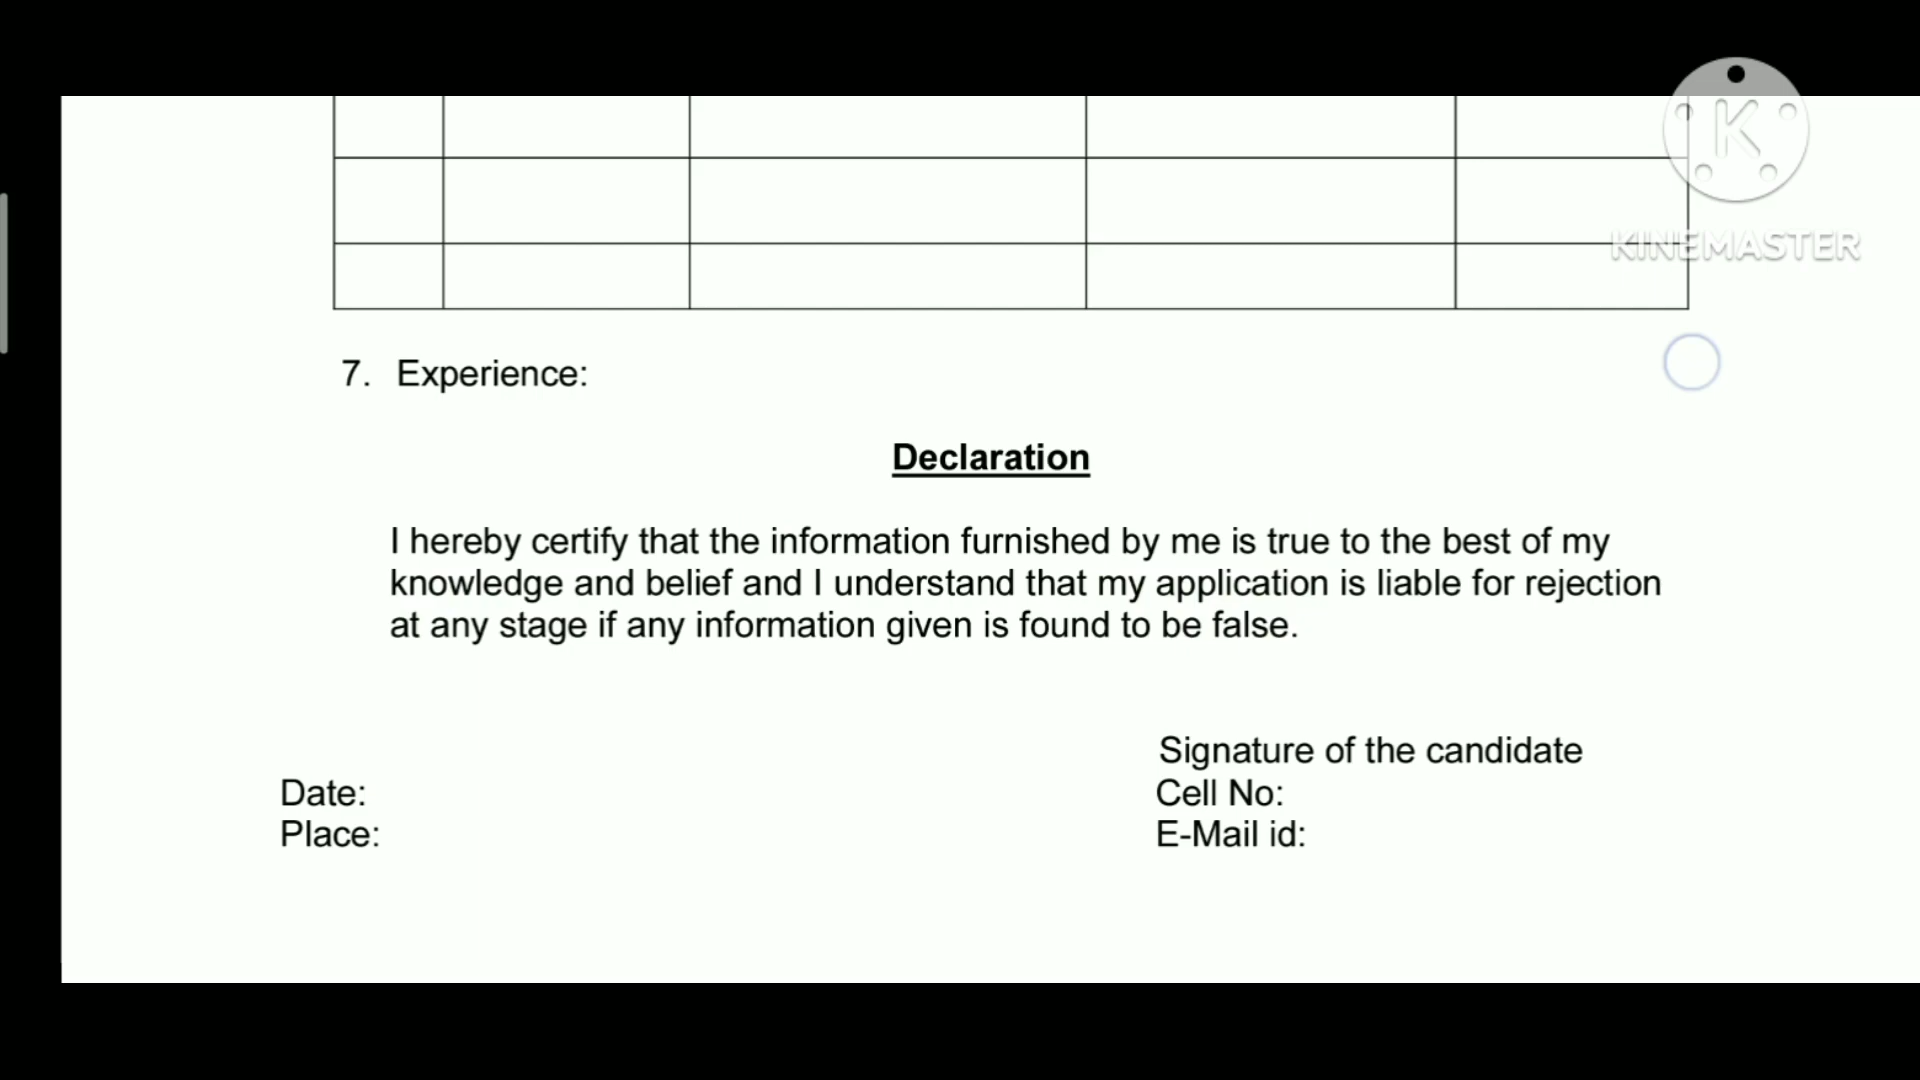 K
KINEMASTER
7. Experience:
Declaration
I hereby certify that the information furnished by me is true to the best of my
knowledge and belief and I understand that my application is liable for rejection
at any stage if any information given is found to be false.
Signature of the candidate
Date:
Cell No:
Place:
E-Mail id: